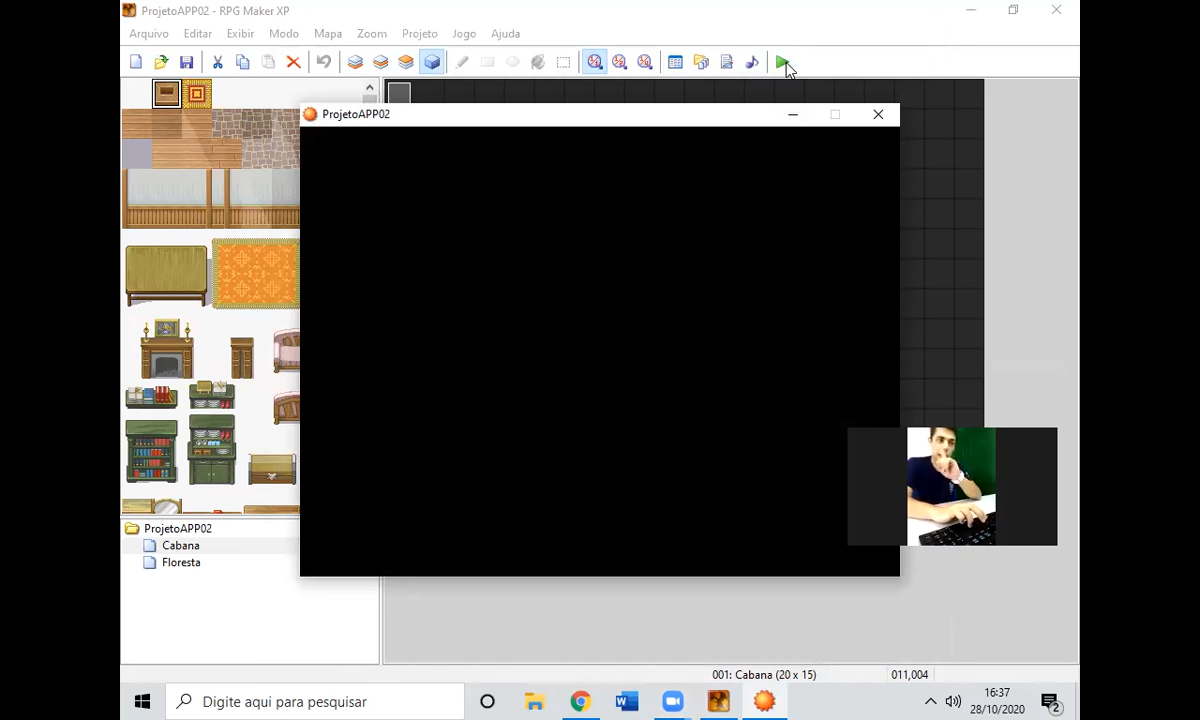 ProjetoAPP02 - RPG Maker XP
Arquivo Editar Exibir Modo Mapa Zoom Projeto Jogo Ajuda
ProjetoAPP02
ProjetoAPP02
Cabana
Floresta
001: Cabana (20 x 15) 011,004
Digite aqui para pesquisar
16:37
28/10/2020
2